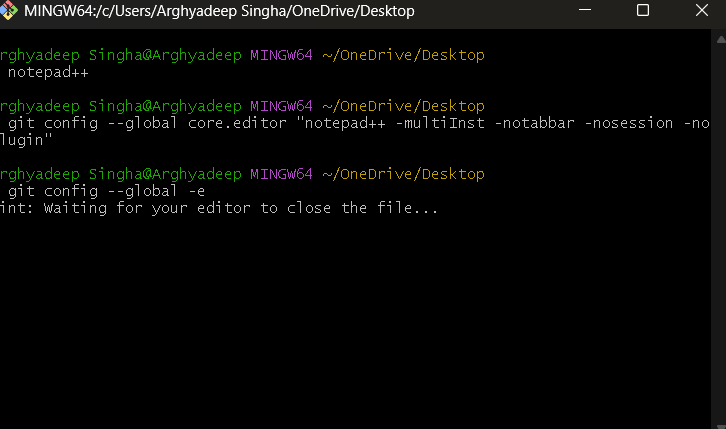 MINGW64:/c/Users/Arghyadeep Singha/OneDrive/Desktop
rghyadeep Singha@Arghyadeep MINGW64 ~/OneDrive/Desktop
notepad++
rghyadeep Singha@Arghyadeep MINGW64 ~/OneDrive/Desktop
git config --global core.editor "notepad++ -multiInst -notabbar -nosession -no
lugin"
rghyadeep Singha@Arghyadeep MINGW64 ~/OneDrive/Desktop
git config --global -e
int: Waiting for your editor to close the file...